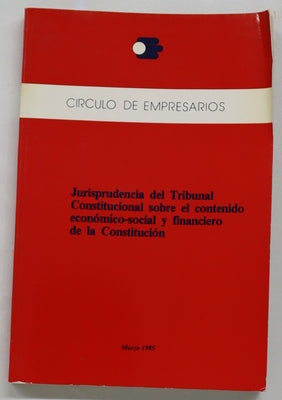 CIRCULO DE EMPRESARIOS
Jurisprudencia del Tribunal
Constitucional sobre el contenido
económico-social y financiero
de la Constitución
Marzo 1985